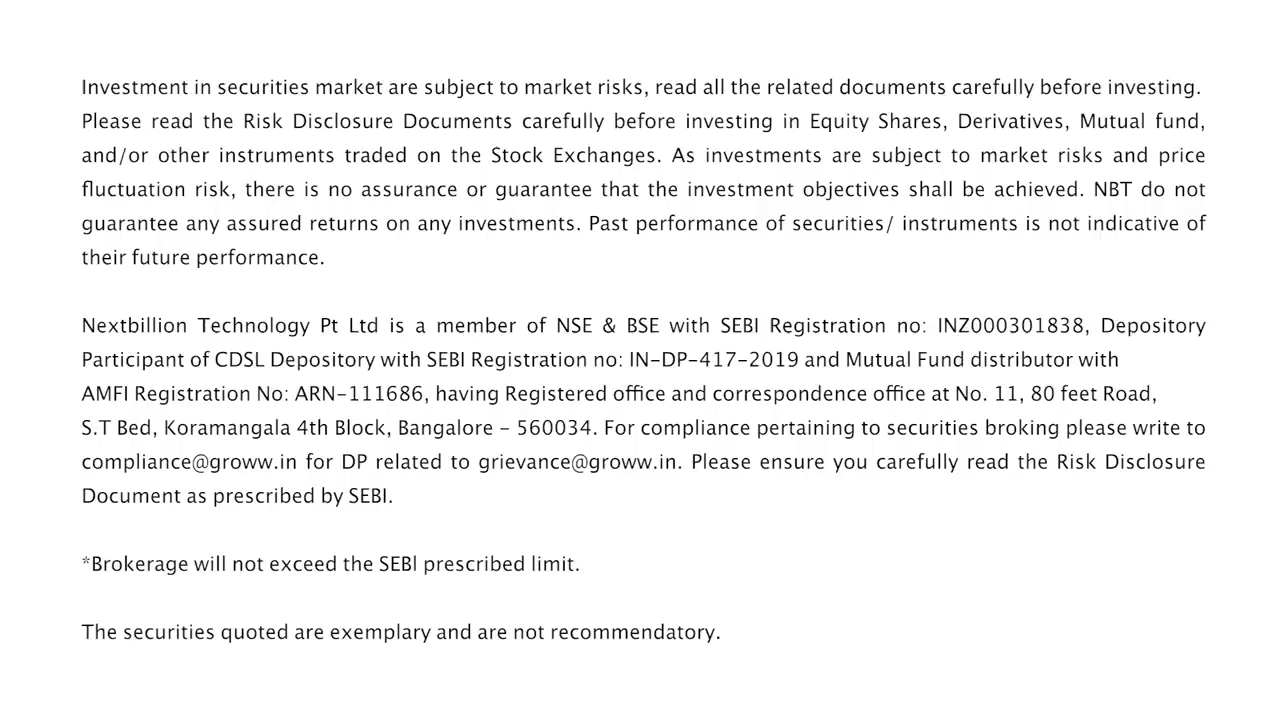 Investment in securities market are subject to market risks, read all the related documents carefully before investing.
Please read the Risk Disclosure Documents carefully before investing in Equity Shares, Derivatives, Mutual fund,
and/or other instruments traded on the Stock Exchanges. As investments are subject to market risks and price
fluctuation risk, there is no assurance or guarantee that the investment objectives shall be achieved. NBT do not
guarantee any assured returns on any investments. Past performance of securities/ instruments is not indicative of
their future performance.
Nextbillion Technology Pt Ltd is a member of NSE & BSE with SEBI Registration no: INZ000301838, Depository
Participant of CDSL Depository with SEBI Registration no: IN-DP-417-2019 and Mutual Fund distributor with
AMFI Registration No: ARN-111686, having Registered office and correspondence office at No. 11, 80 feet Road,
S.T Bed, Koramangala 4th Block, Bangalore - 560034. For compliance pertaining to securities broking please write to
compliance@groww.in for DP related to grievance@groww.in. Please ensure you carefully read the Risk Disclosure
Document as prescribed by SEBI.
*Brokerage will not exceed the SEBl prescribed limit.
The securities quoted are exemplary and are not recommendatory.